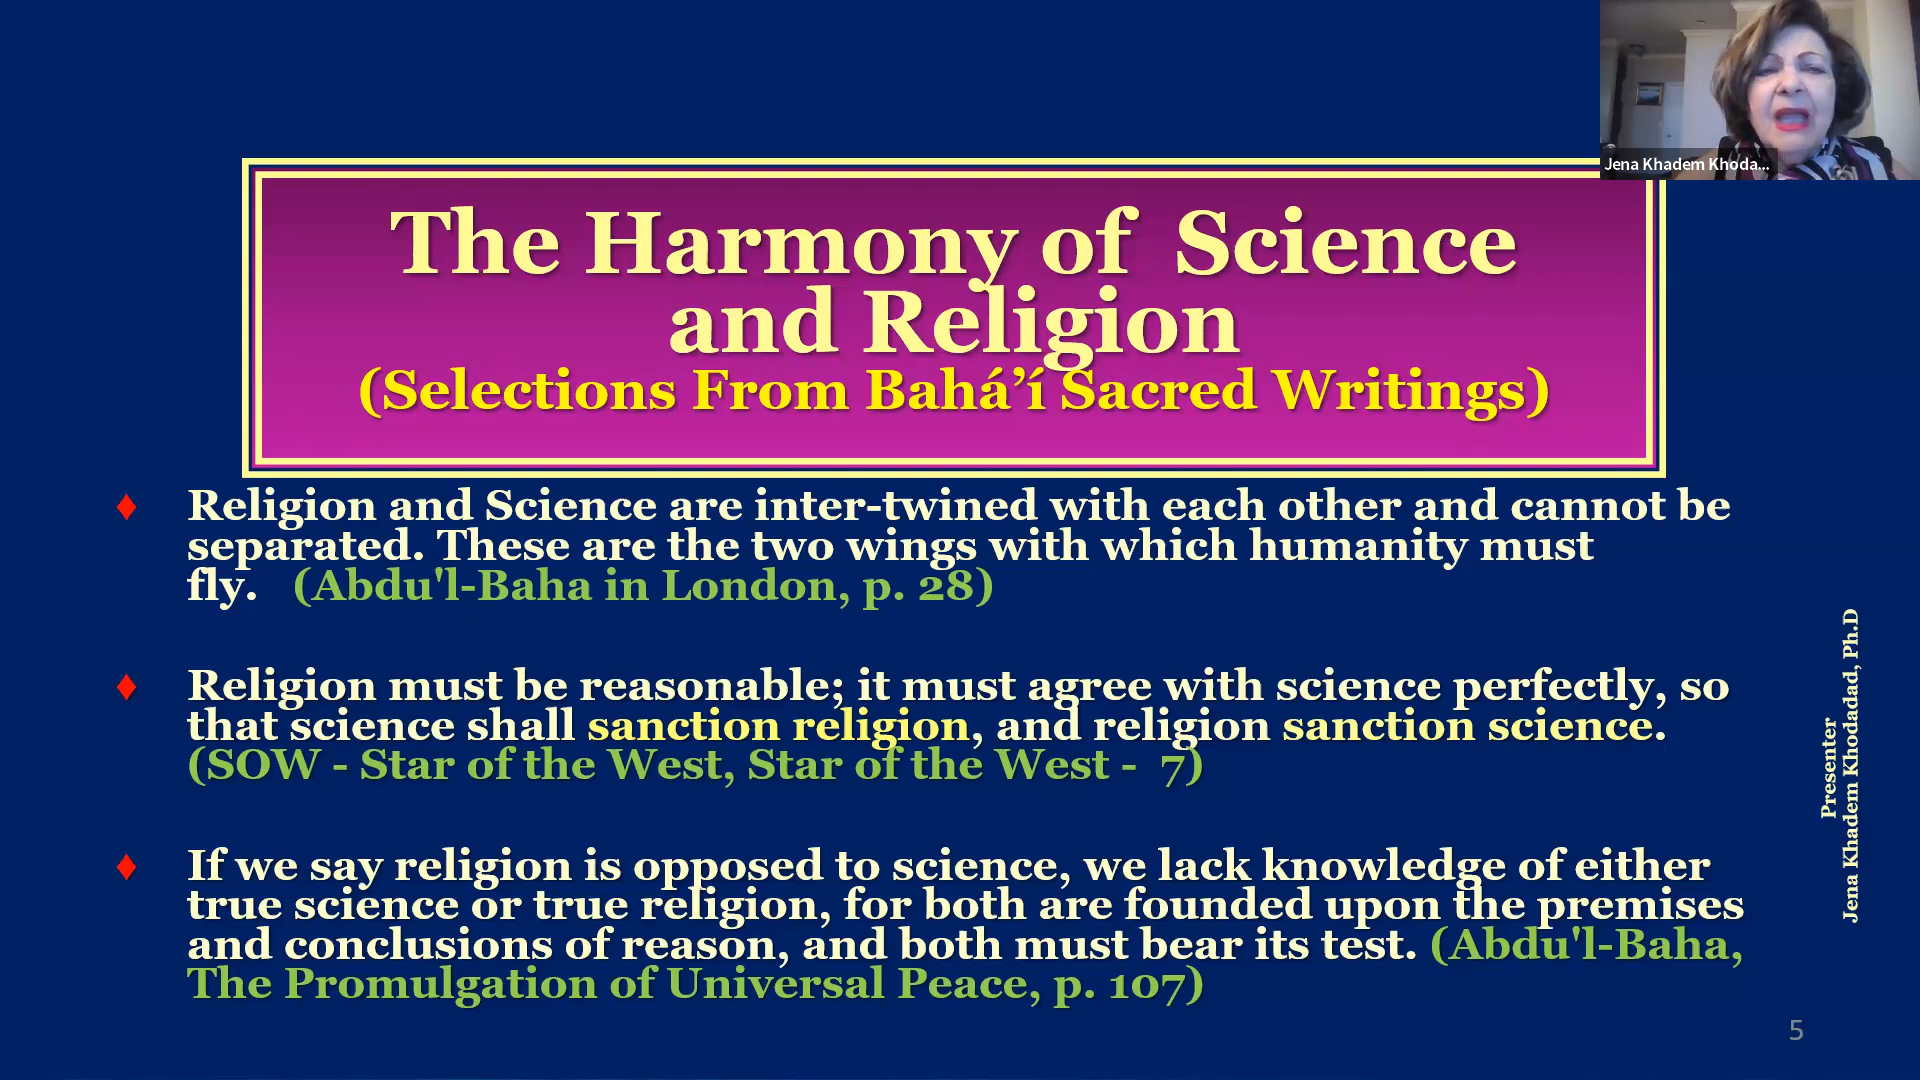 Jena Khadem Khoda...
The Harmony of Science
and Religion
(Selections From Bahá’í Sacred Writings)
♦ Religion and Science are inter-twined with each other and cannot be
separated. These are the two wings with which humanity must
fly. (Abdu'l-Baha in London, p. 28)
♦ Religion must be reasonable; it must agree with science perfectly, so
that science shall sanction religion, and religion sanction science.
(SOW - Star of the West, Star of the West - 7)
♦ If we say religion is opposed to science, we lack knowledge of either
true science or true religion, for both are founded upon the premises
and conclusions of reason, and both must bear its test. (Abdu'l-Baha,
The Promulgation of Universal Peace, p. 107)
Presenter
Jena Khadem Khodadad, Ph.D
5